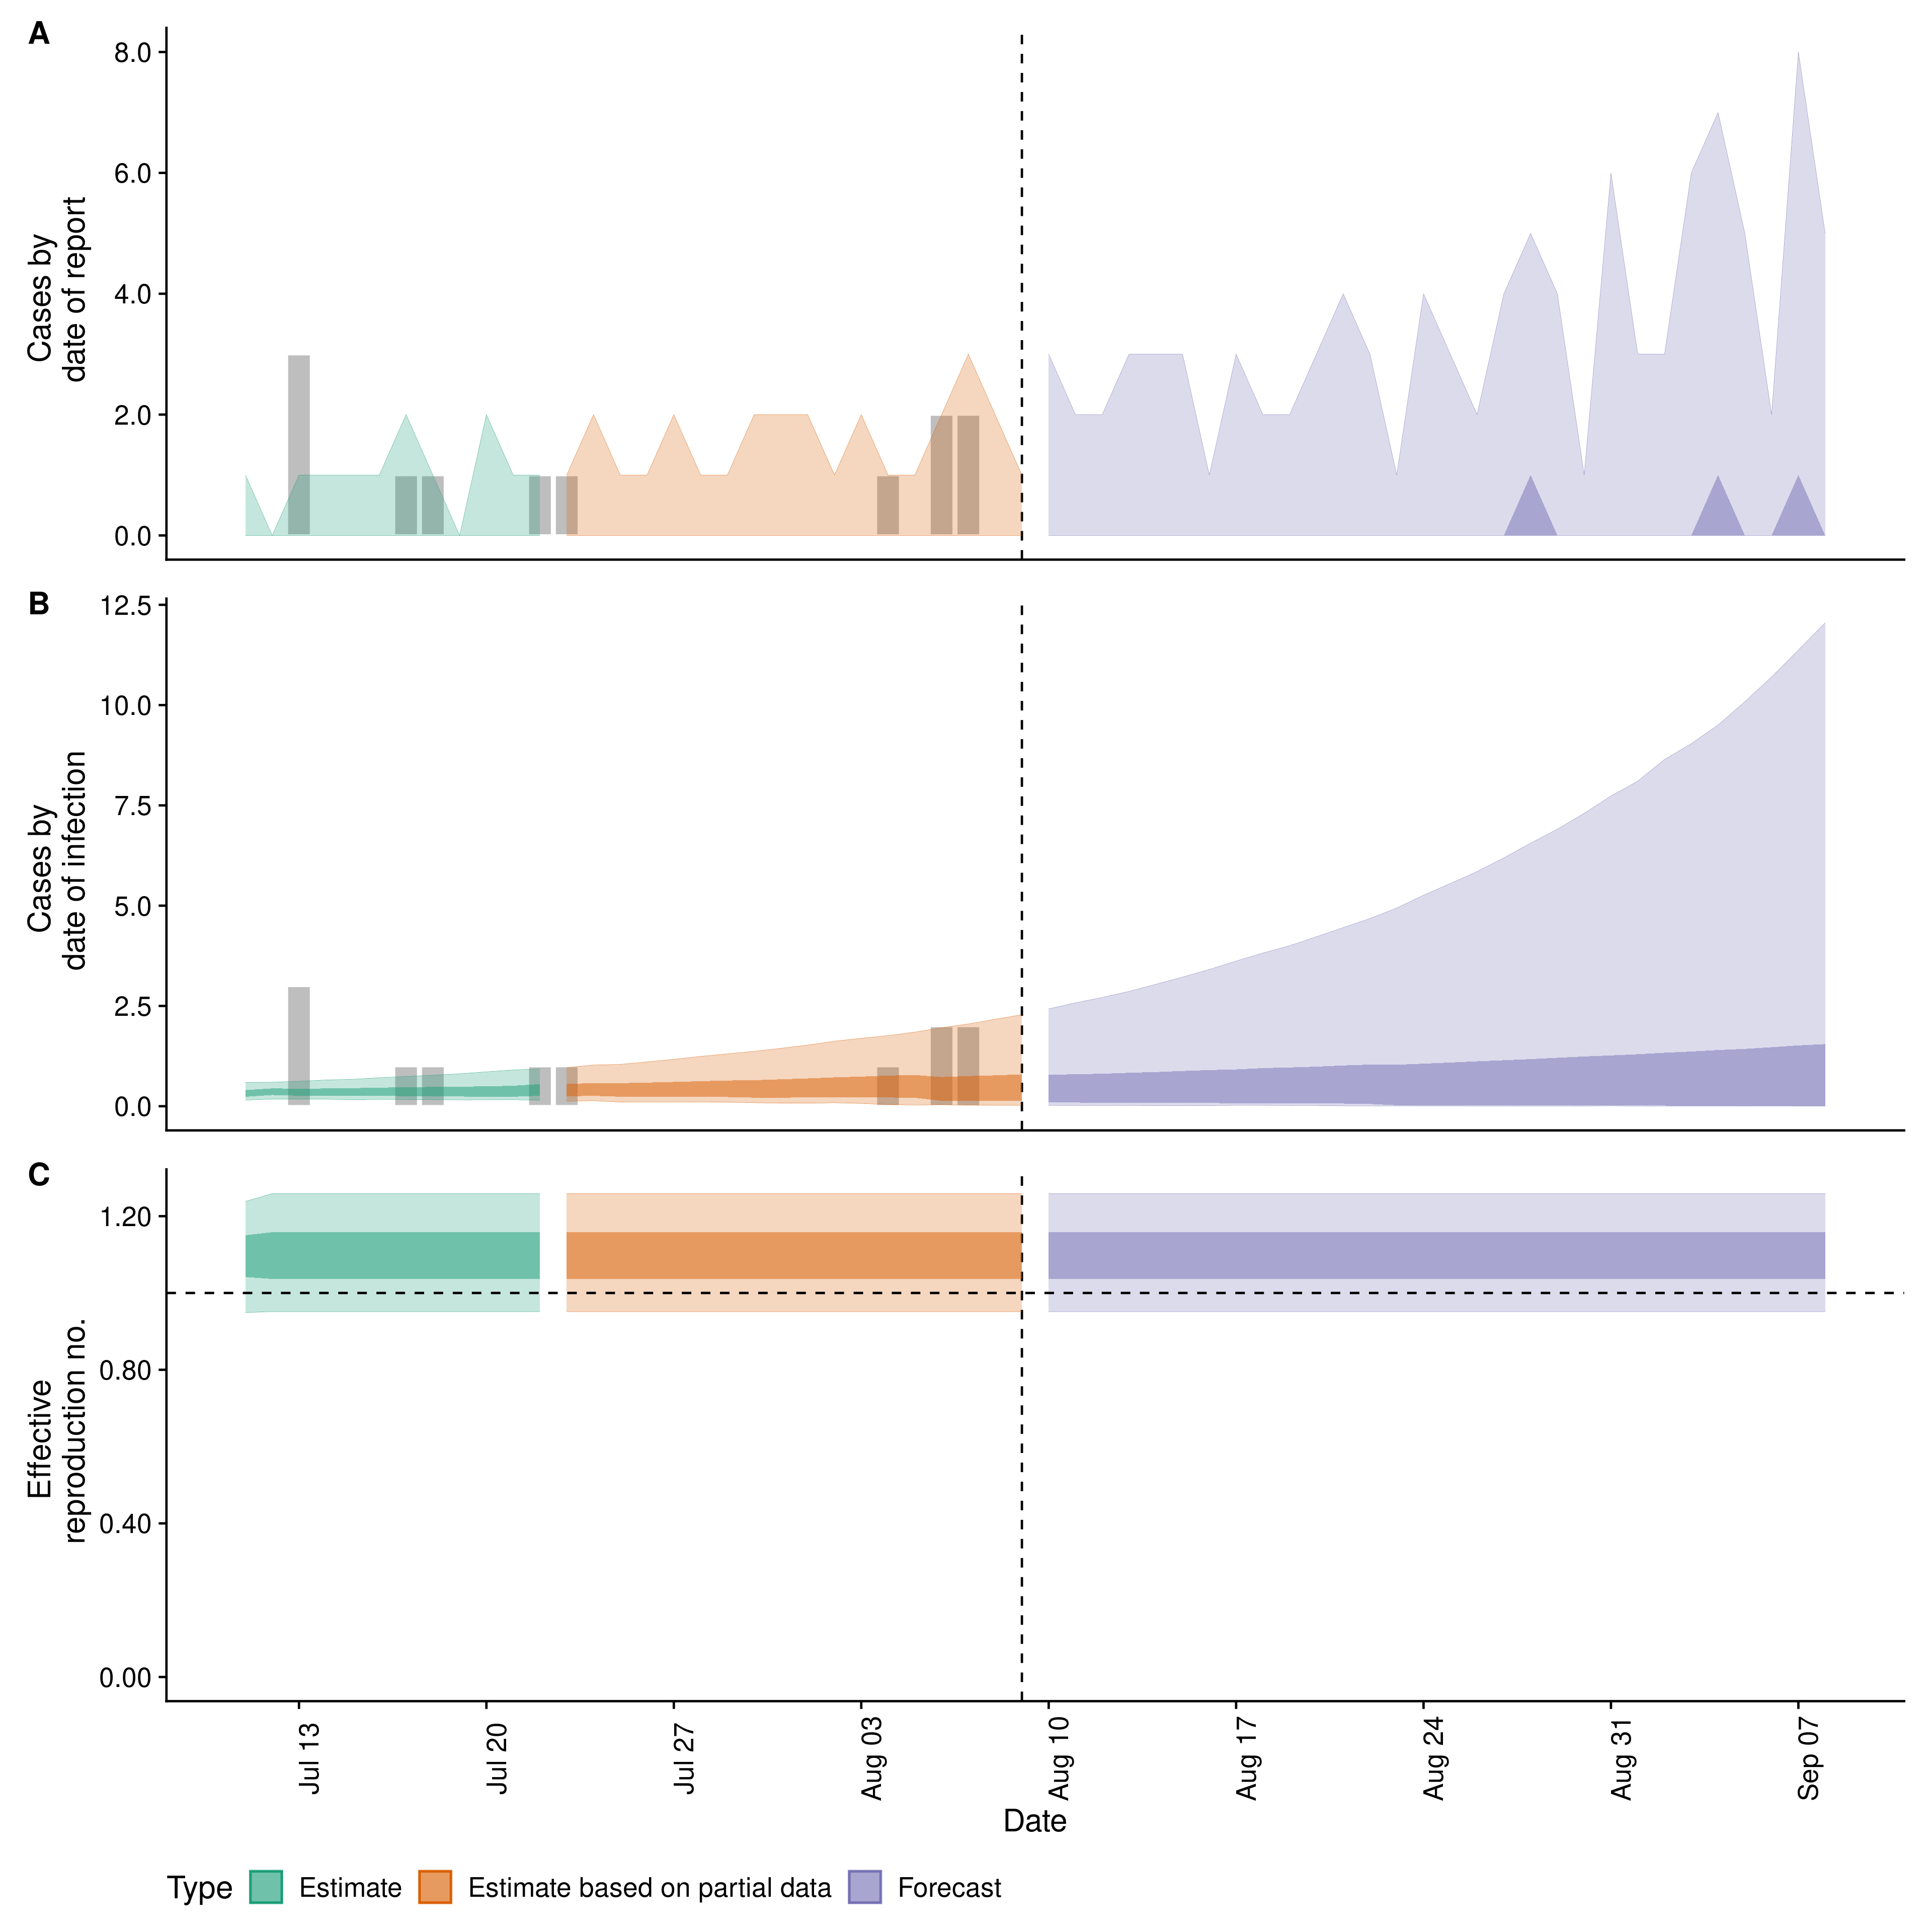 A
8.0
6.0
4.0
2.0
0.0
Cases by
date of report
B
12.5
10.0
7.5
5.0
2.5
0.0
Cases by
date of infection
C
1.20
0.80
0.40
0.00
Effective
reproduction no.
Jul 13
Jul 20
Jul 27
Aug 03
Aug 10
Aug 17
Aug 24
Aug 31
Sep 07
Date
Type Estimate Estimate based on partial data Forecast